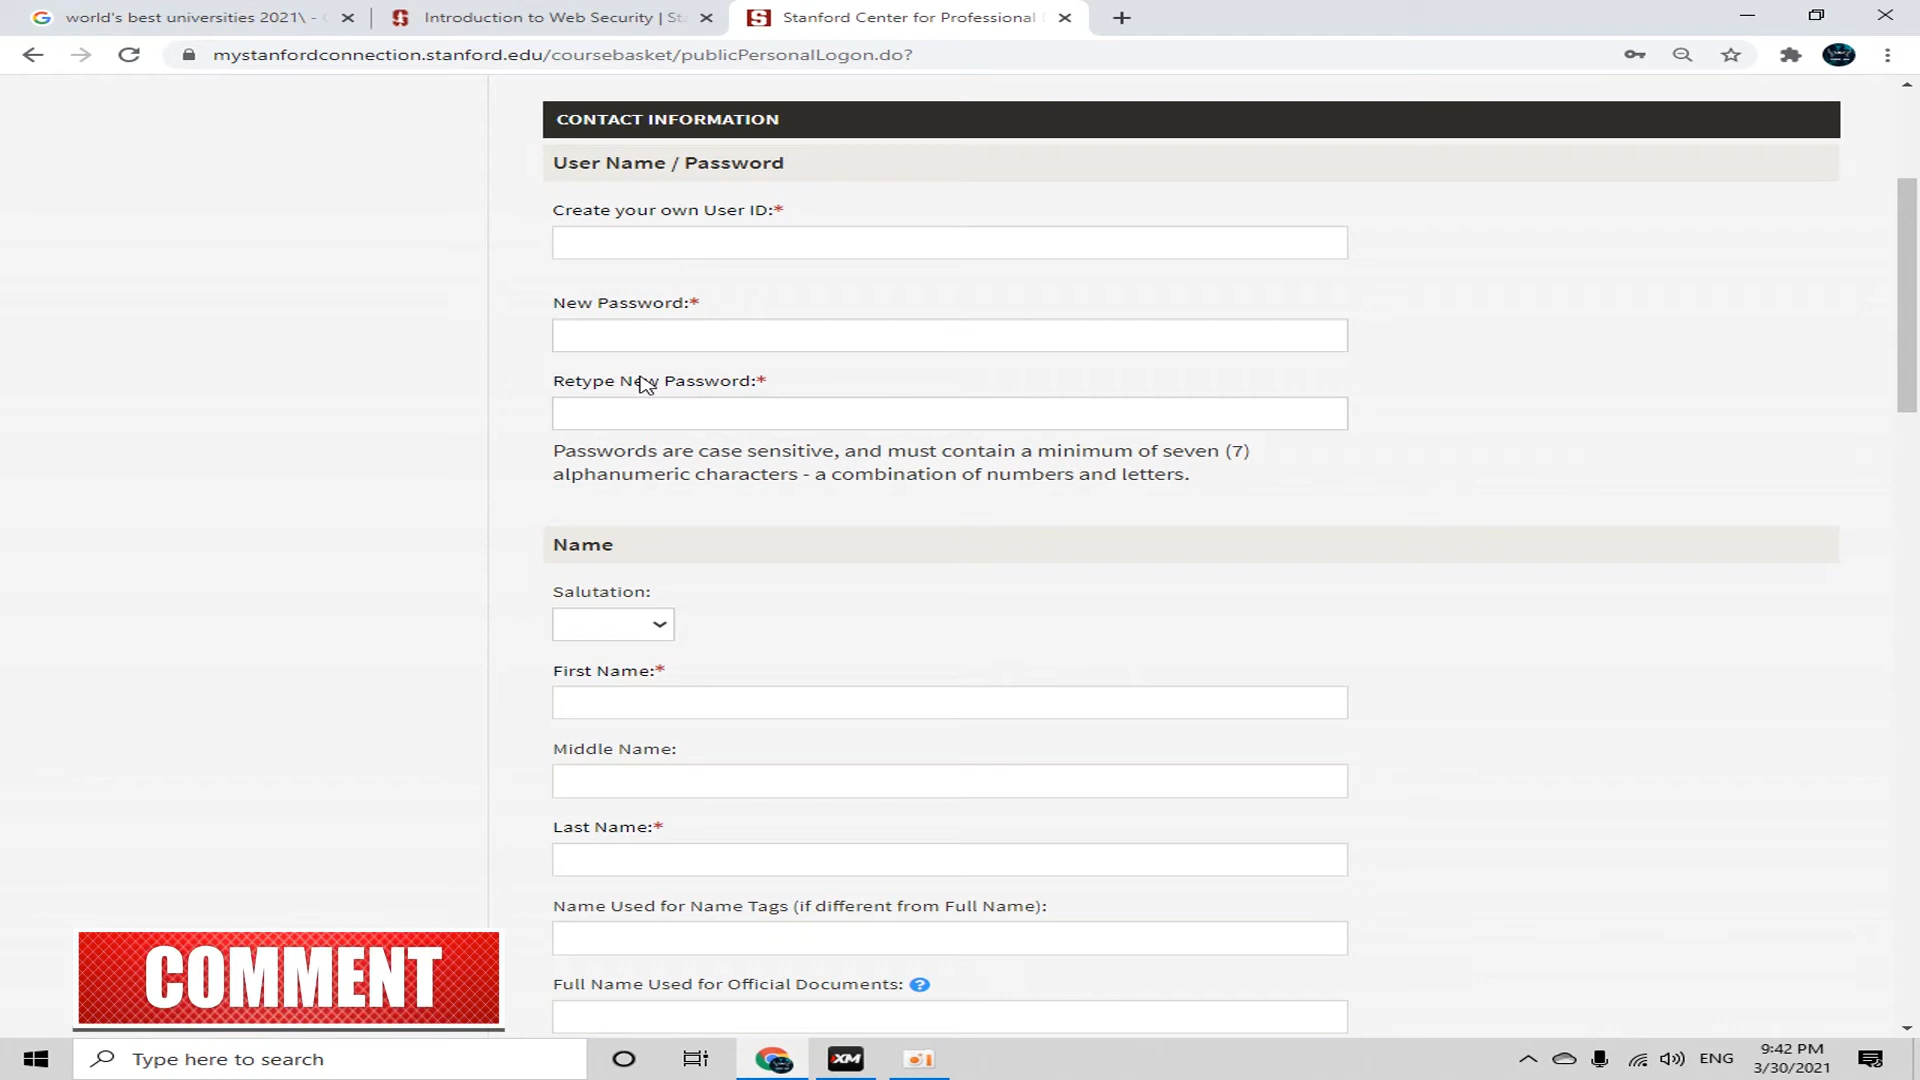 world's best universities 2021\ -
Introduction to Web Security | St
Stanford Center for Professional
mystanfordconnection.stanford.edu/coursebasket/publicPersonalLogon.do?
CONTACT INFORMATION
User Name / Password
Create your own User ID:*
New Password:*
Retype New Password:*
Passwords are case sensitive, and must contain a minimum of seven (7)
alphanumeric characters - a combination of numbers and letters.
Name
Salutation:
First Name:*
Middle Name:
Last Name:*
Name Used for Name Tags (if different from Full Name):
Full Name Used for Official Documents: ?
COMMENT
Type here to search
XM
ENG
9:42 PM
3/30/2021